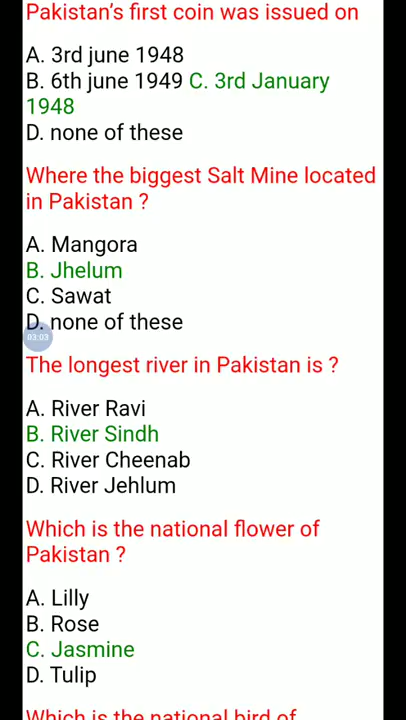 Pakistan's first coin was issued on
A. 3rd june 1948
B. 6th june 1949 C. 3rd January
1948
D. none of these
Where the biggest Salt Mine located
in Pakistan ?
A. Mangora
B. Jhelum
C. Sawat
D. none of these
03:03
The longest river in Pakistan is ?
A. River Ravi
B. River Sindh
C. River Cheenab
D. River Jehlum
Which is the national flower of
Pakistan ?
A. Lilly
B. Rose
C. Jasmine
D. Tulip
Which is the national bird of